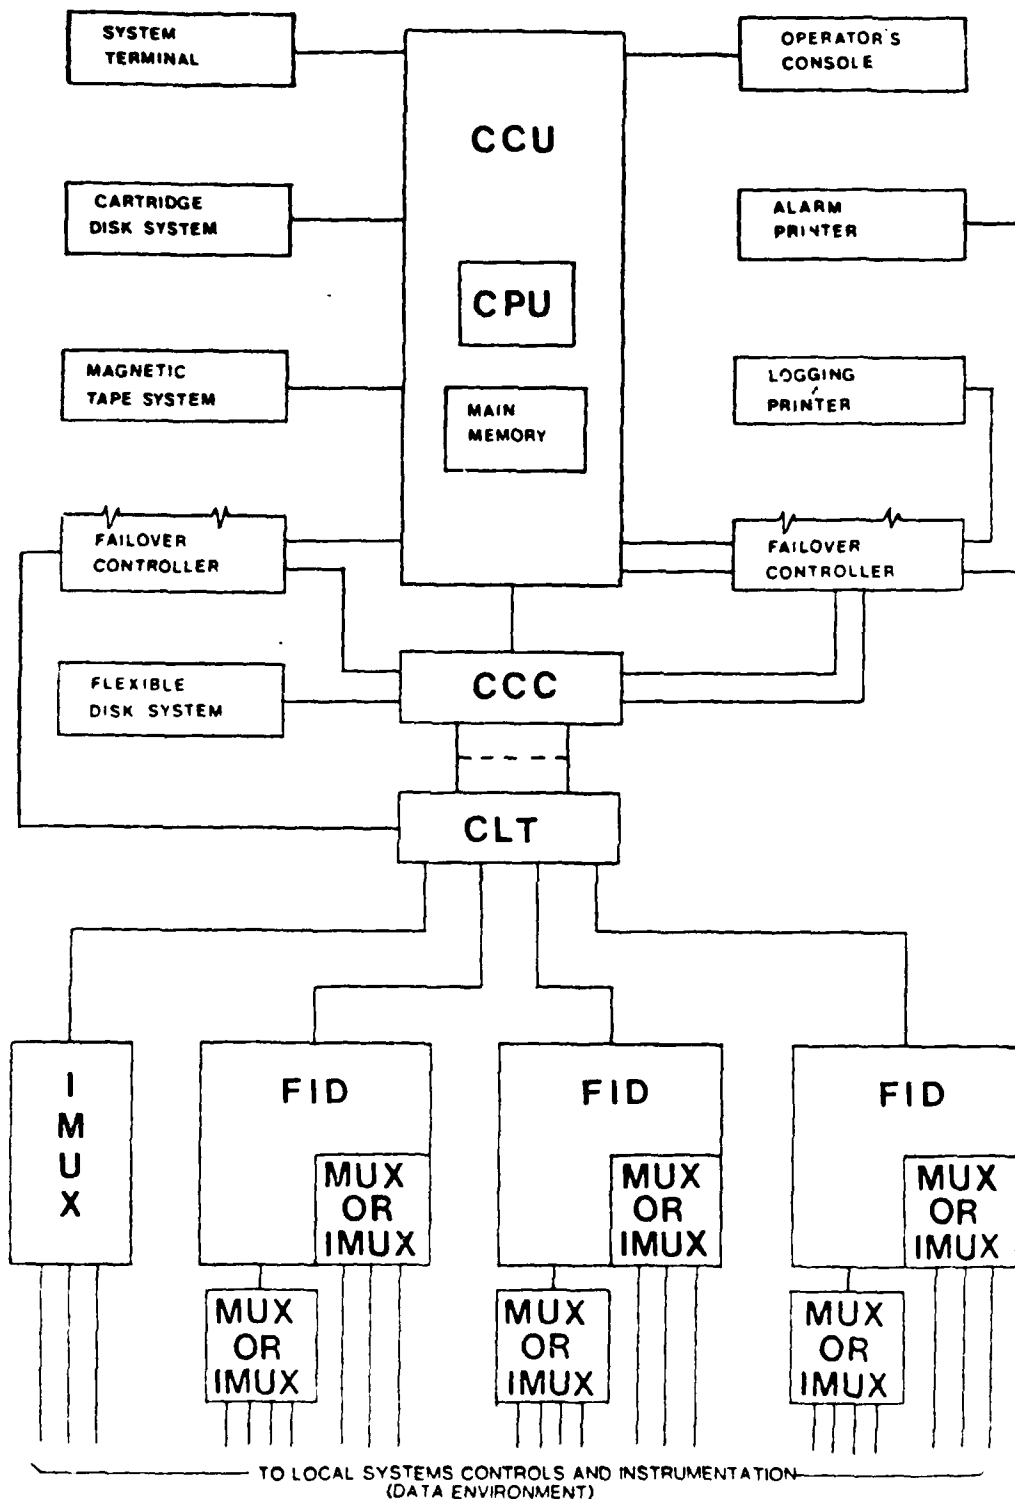 SYSTEM
TERMINAL
OPERATOR'S
CONSOLE
CCU
CARTRIDGE
DISK SYSTEM
ALARM
PRINTER
CPU
MAGNETIC
TAPE SYSTEM
MAIN
MEMORY
LOGGING
PRINTER
FAILOVER
CONTROLLER
FAILOVER
CONTROLLER
FLEXIBLE
DISK SYSTEM
CCC
CLT
I
M
U
X
FID
MUX
OR
IMUX
MUX
OR
IMUX
FID
MUX
OR
IMUX
MUX
OR
IMUX
FID
MUX
OR
IMUX
MUX
OR
IMUX
TO LOCAL SYSTEMS CONTROLS AND INSTRUMENTATION
(DATA ENVIRONMENT)